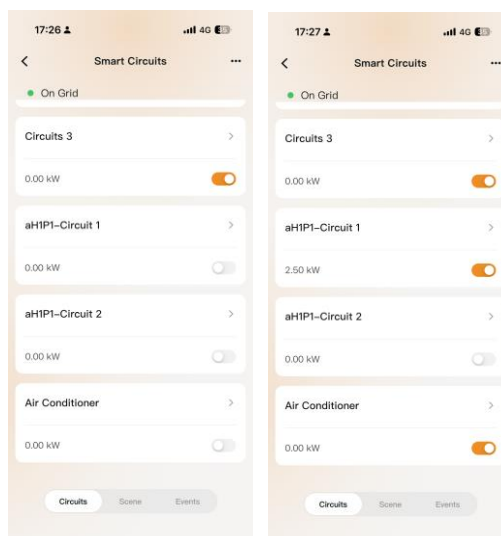 17:26
4G
Smart Circuits
On Grid
Circuits 3
0.00 kW
aH1P1-Circuit 1
0.00 kW
aH1P1-Circuit 2
0.00 kW
Air Conditioner
0.00 kW
Circuits Scene Events
17:27
4G
Smart Circuits
On Grid
Circuits 3
0.00 kW
aH1P1-Circuit 1
2.50 kW
aH1P1-Circuit 2
0.00 kW
Air Conditioner
0.00 kW
Circuits Scene Events